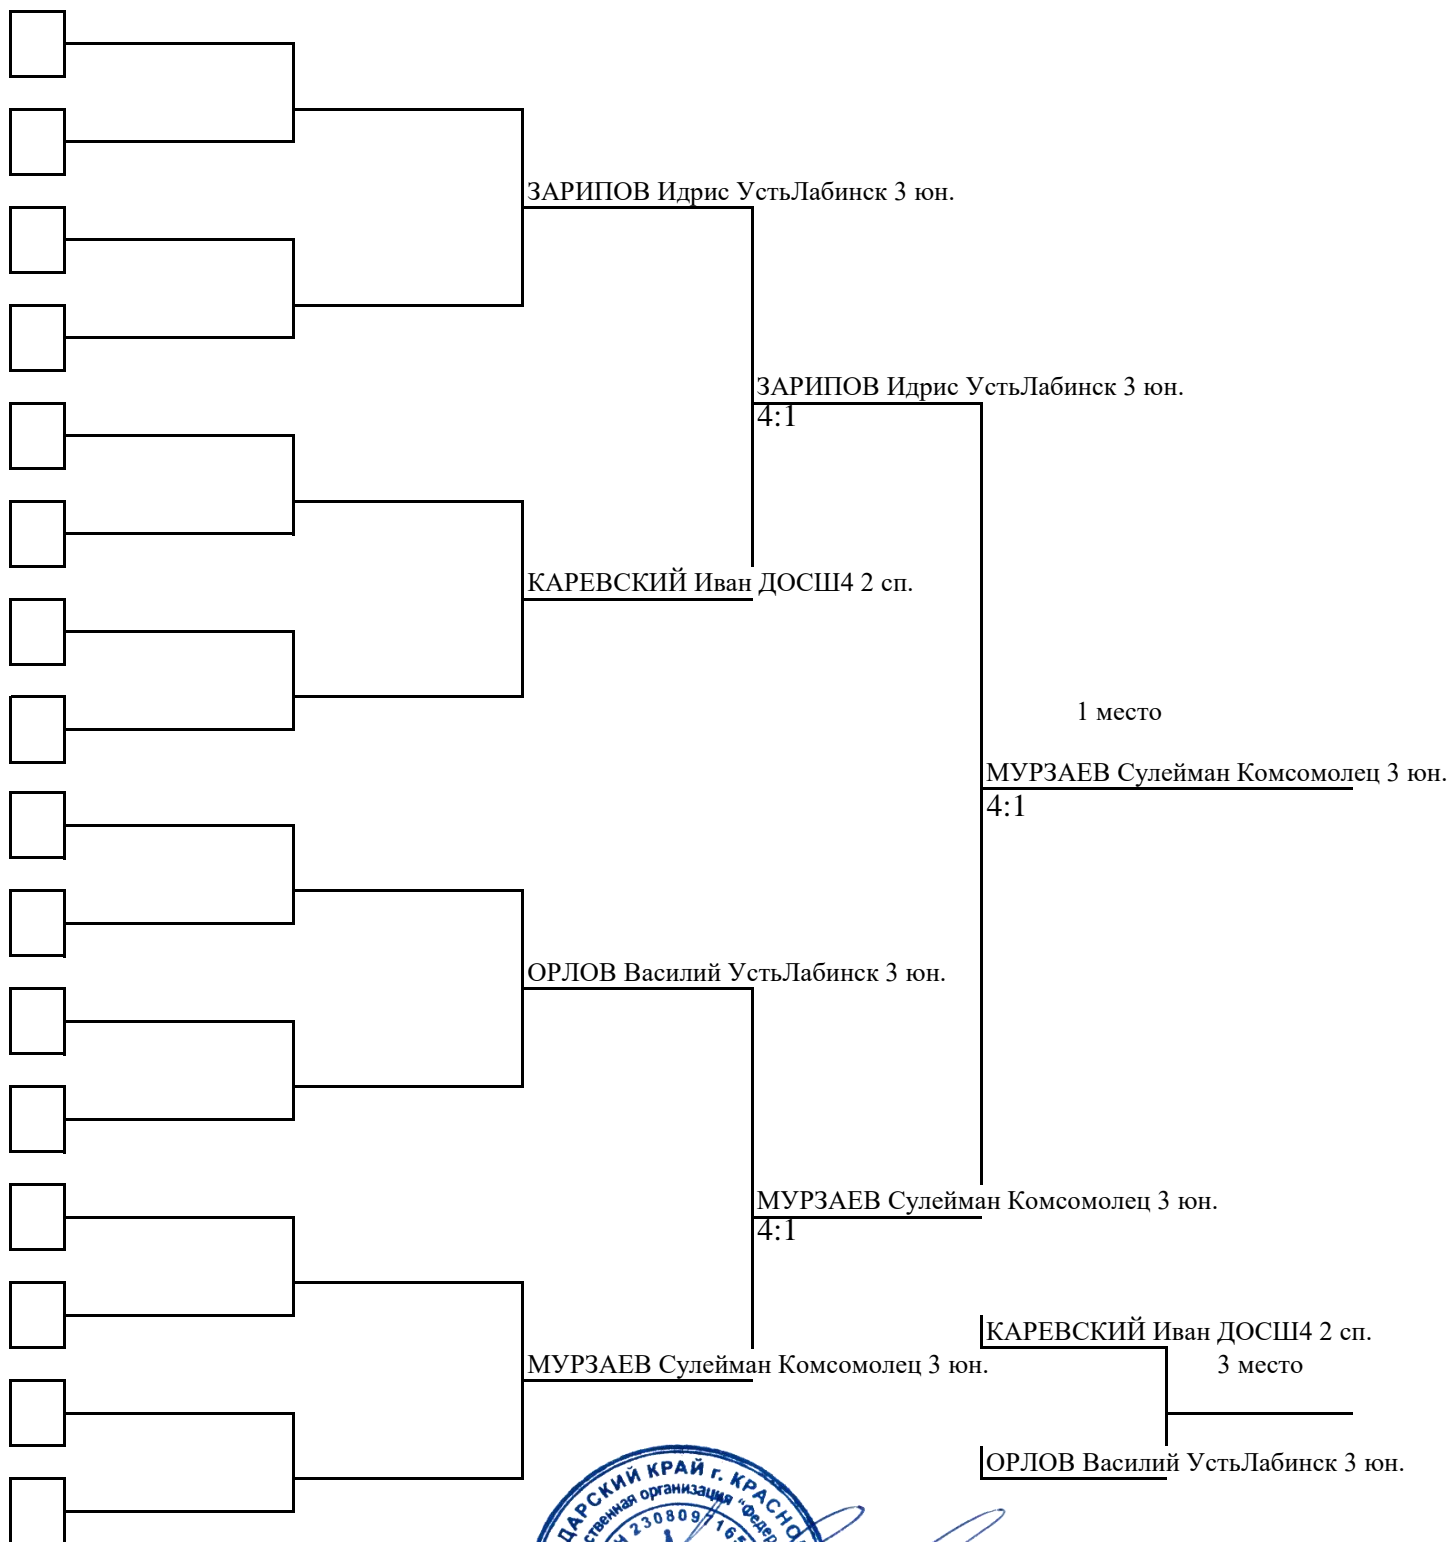 ЗАРИПОВ Идрис УстьЛабинск 3 юн.
ЗАРИПОВ Идрис УстьЛабинск 3 юн.
4:1
КАРЕВСКИЙ Иван ДОСШ4 2 сп.
1 место
МУРЗАЕВ Сулейман Комсомолец 3 юн.
4:1
ОРЛОВ Василий УстьЛабинск 3 юн.
МУРЗАЕВ Сулейман Комсомолец 3 юн.
4:1
КАРЕВСКИЙ Иван ДОСШ4 2 сп.
МУРЗАЕВ Сулейман Комсомолец 3 юн.
3 место
ОРЛОВ Василий УстьЛабинск 3 юн.
КРАЙ г.
организация